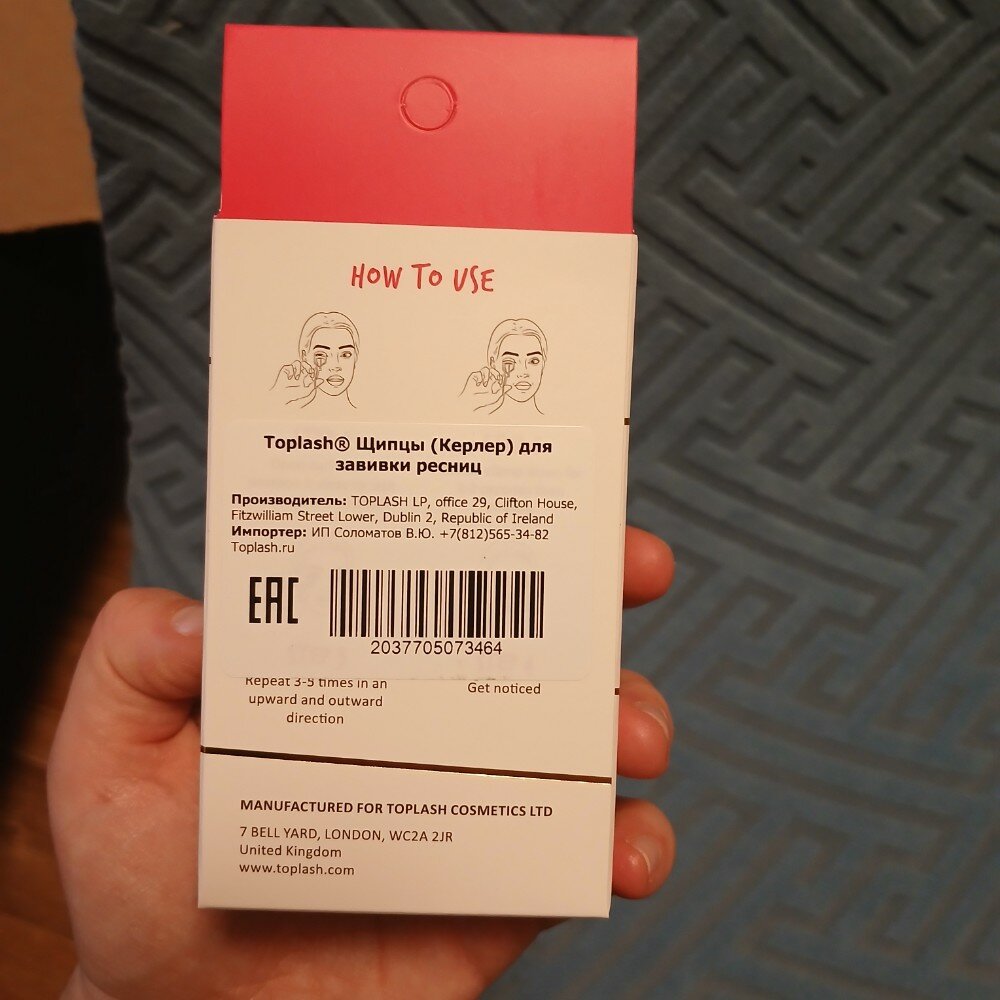 HOW TO USE
Toplash® Щипцы (Керлер) для
завивки ресниц
Производитель: TOPLASH LP, office 29, Clifton House,
Fitzwilliam Street Lower, Dublin 2, Republic of Ireland
Импортер: ИП Соломатов В.Ю. +7(812)565-34-82
Toplash.ru
EAC
2037705073464
Repeat 3-5 times in an
upward and outward
direction
Get noticed
MANUFACTURED FOR TOPLASH COSMETICS LTD
7 BELL YARD, LONDON, WC2A 2JR
United Kingdom
www.toplash.com